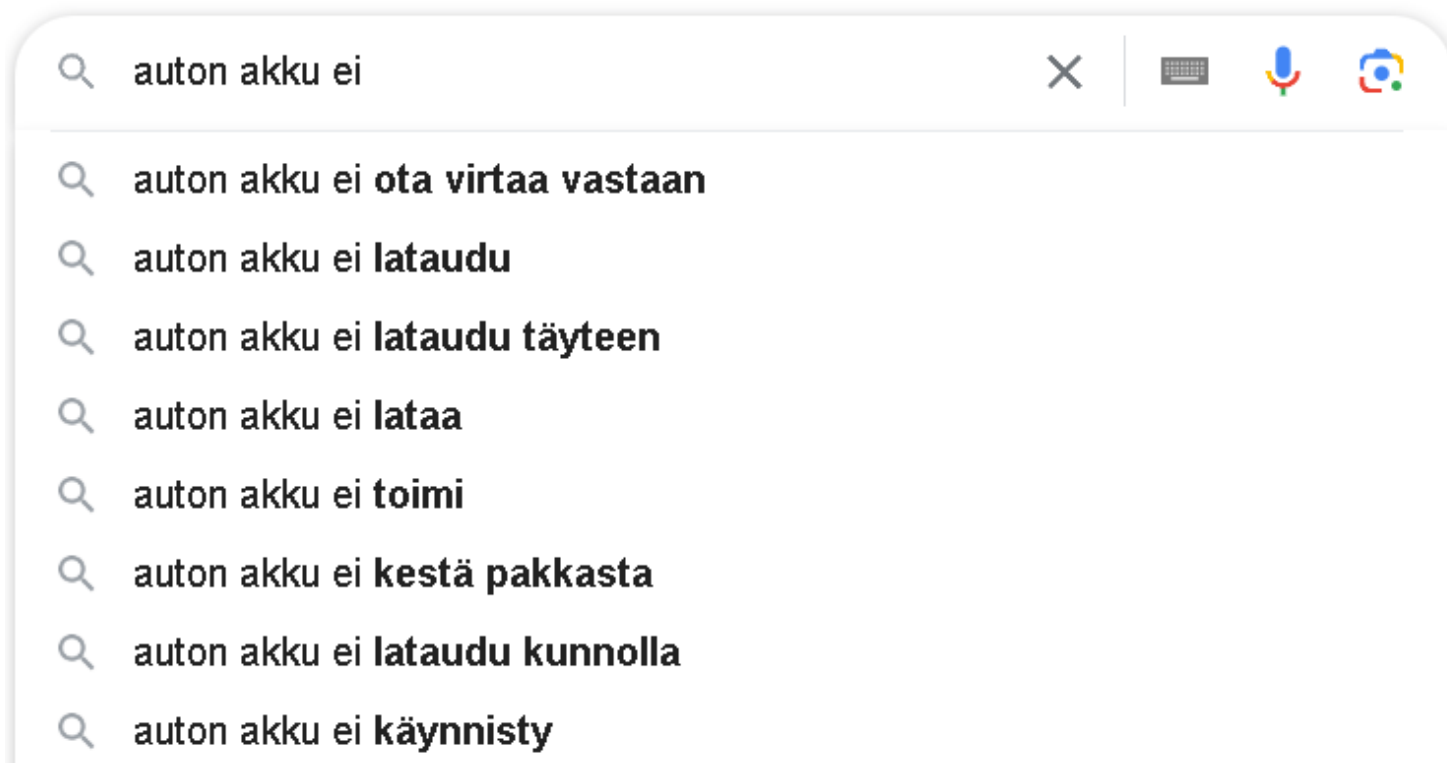 auton akku ei
auton akku ei ota virtaa vastaan
auton akku ei lataudu
auton akku ei lataudu täyteen
auton akku ei lataa
auton akku ei toimi
auton akku ei kestä pakkasta
auton akku ei lataudu kunnolla
auton akku ei käynnisty